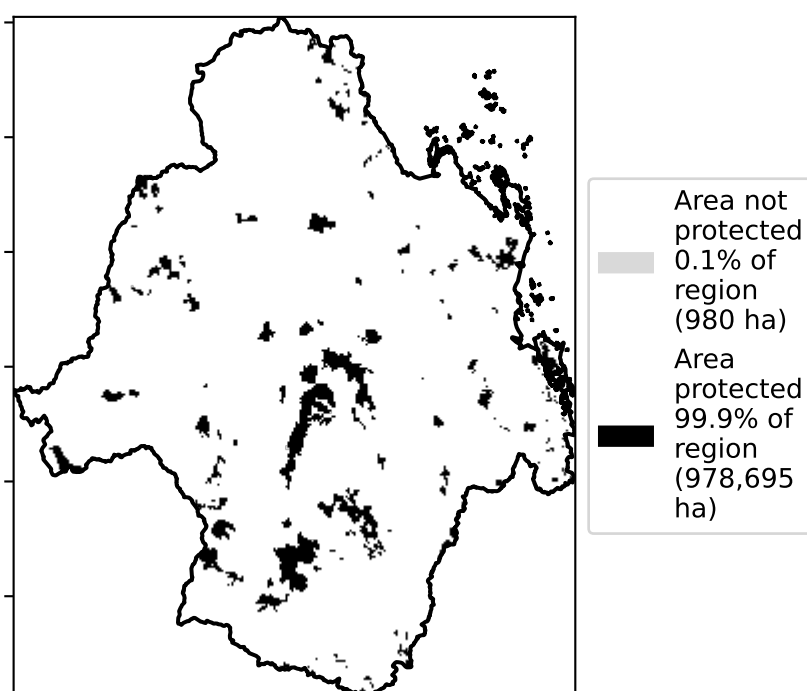 Area not
protected
0.1% of
region
(980 ha)
Area
protected
99.9% of
region
(978,695
ha)